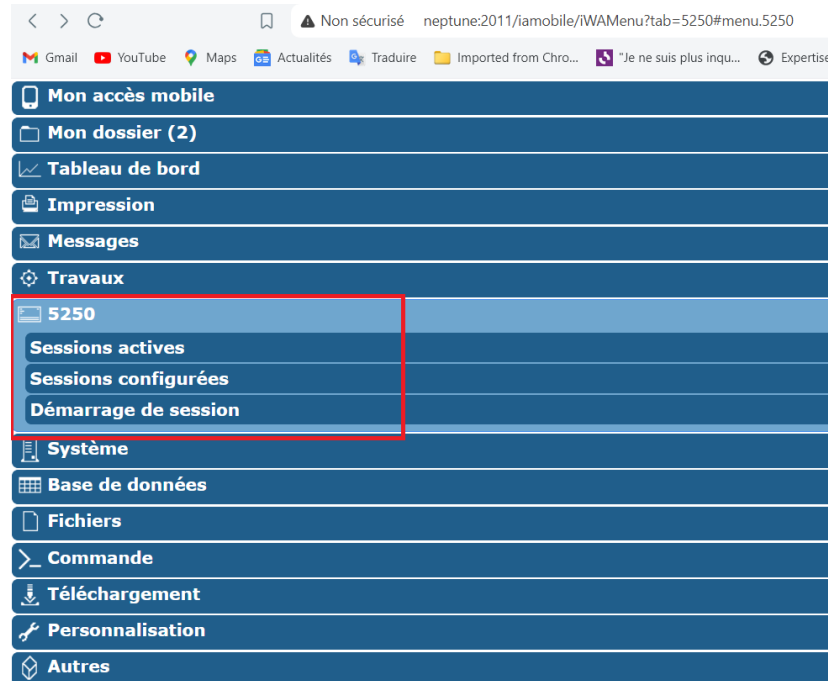 Non sécurisé neptune:2011/iamobile/iWAMenu?tab=5250#menu.5250
Gmail YouTube Maps Actualités Traduire Imported from Chro... "Je ne suis plus inqu... Expertise
Mon accès mobile
Mon dossier (2)
Tableau de bord
Impression
Messages
Travaux
5250
Sessions actives
Sessions configurées
Démarrage de session
Système
Base de données
Fichiers
Commande
Téléchargement
Personnalisation
Autres